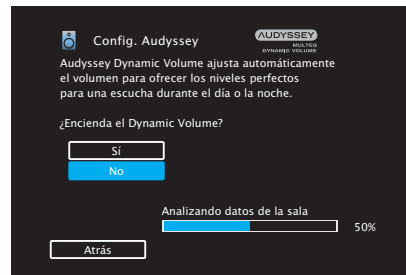 Config. Audyssey
AUDYSSEY
MULTEQ
DYNAMIC VOLUME
Audyssey Dynamic Volume ajusta automáticamente
el volumen para ofrecer los niveles perfectos
para una escucha durante el día o la noche.
¿Encienda el Dynamic Volume?
Sí
No
Analizando datos de la sala
50%
Atrás